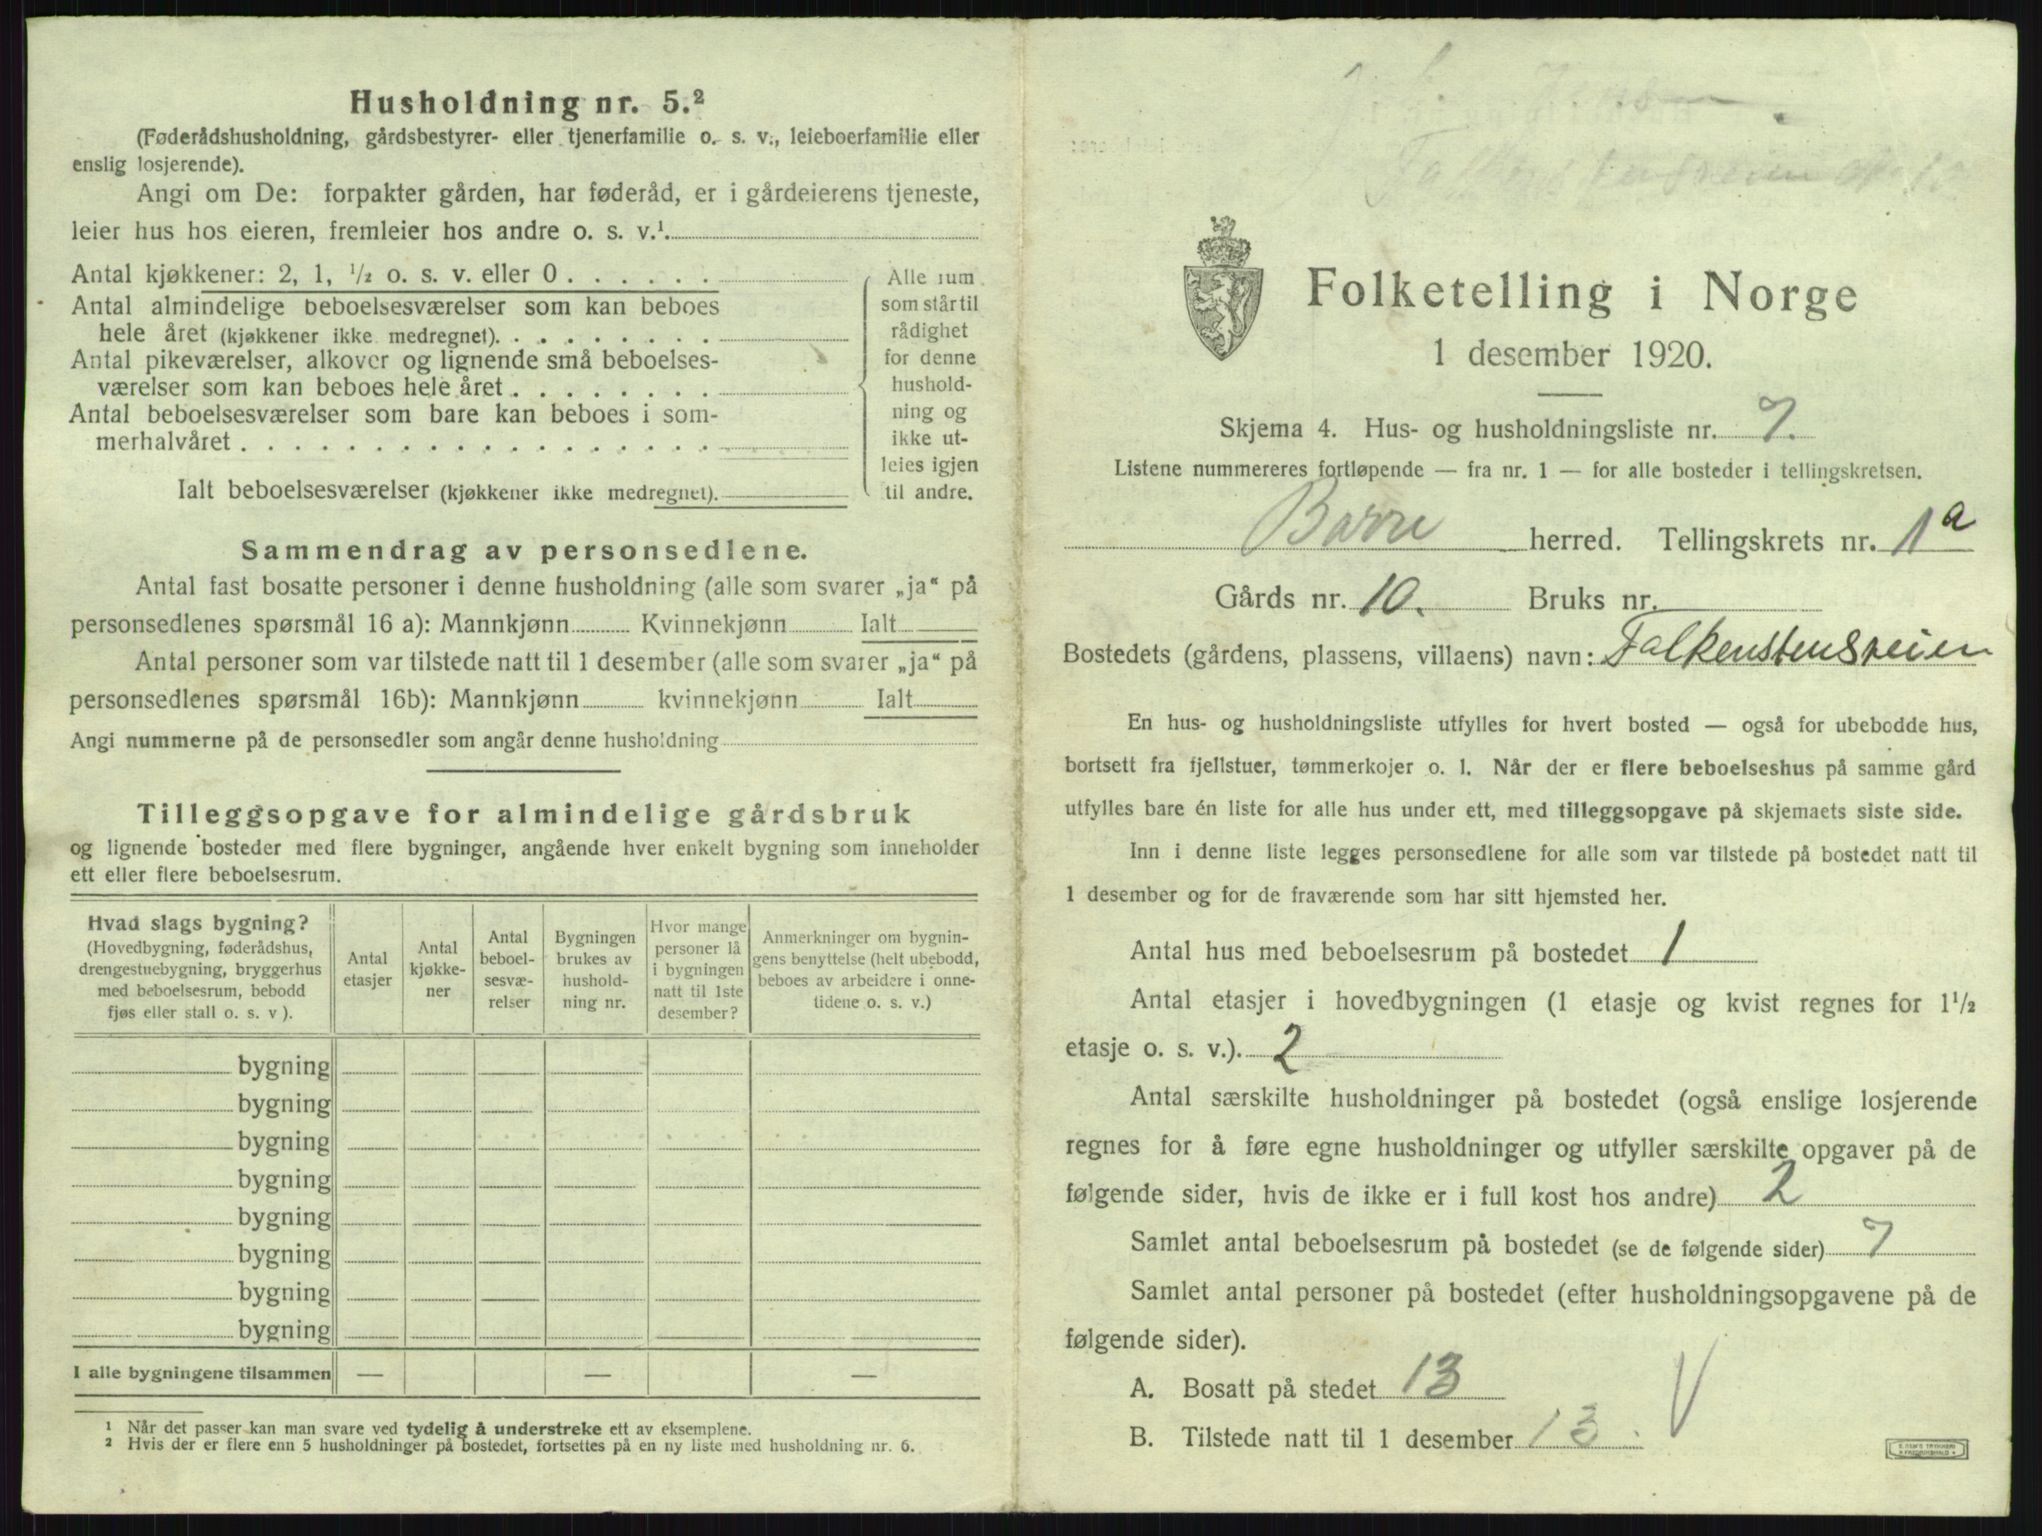 Husholdning nr. 5.²
(Føderådshusholdning, gårdsbestyrer- eller tjenerfamilie o. s. v., leieboerfamilie eller
enslig losjerende).
Angi om De: forpakter gården, har føderåd, er i gårdeierens tjeneste,
leier hus hos eieren, fremleier hos andre o. s. v.¹.
Antal kjøkkener: 2, 1, ¹/₂ o. s. v. eller 0 . . . . . .
Antal almindelige beboelsesværelser som kan beboes
hele året (kjøkkener ikke medregnet). . . . . . . . .
Antal pikeværelser, alkover og lignende små beboelses-
værelser som kan beboes hele året . . . . . . . .
Antal beboelsesværelser som bare kan beboes i som-
merhalvåret . . . . . . . . . . . . . . . . . .
Ialt beboelsesværelser (kjøkkener ikke medregnet).
Alle rum
som står til
rådighet
for denne
hushold-
ning og
ikke ut-
leies igjen
til andre.
Sammendrag av personsedlene.
Antal fast bosatte personer i denne husholdning (alle som svarer „ja“ på
personsedlenes spørsmål 16 a): Mannkjønn Kvinnekjønn Ialt
Antal personer som var tilstede natt til 1 desember (alle som svarer „ja“ på
personsedlenes spørsmål 16b): Mannkjønn kvinnekjønn Ialt
Angi nummerne på de personsedler som angår denne husholdning
Tilleggsopgave for almindelige gårdsbruk
og lignende bosteder med flere bygninger, angående hver enkelt bygning som inneholder
ett eller flere beboelsesrum.
Hvad slags bygning?
(Hovedbygning, føderådshus,
drengestuebygning, bryggerhus
med beboelsesrum, bebodd
fjøs eller stall o. s. v ).
Antal
etasjer
Antal
kjøkke-
ner
Antal
beboel-
sesvæ-
relser
Bygningen
brukes av
hushold-
ning nr.
Hvor mange
personer lå
i bygningen
natt til 1ste
desember?
Anmerkninger om bygnin-
gens benyttelse (helt ubebodd,
beboes av arbeidere i onne-
tidene o. s. v.)
bygning
bygning
bygning
bygning
bygning
bygning
bygning
bygning
I alle bygningene tilsammen — — —
¹ Når det passer kan man svare ved tydelig å understreke ett av eksemplene.
² Hvis der er flere enn 5 husholdninger på bostedet, fortsettes på en ny liste med husholdning nr. 6.
Folketelling i Norge
1 desember 1920.
Skjema 4. Hus- og husholdningsliste nr. 7.
Listene nummereres fortløpende — fra nr. 1 — for alle bosteder i tellingskretsen.
Borre herred. Tellingskrets nr. 1a
Gårds nr. 10. Bruks nr.
Bostedets (gårdens, plassens, villaens) navn: Falkenstensveien
En hus- og husholdningsliste utfylles for hvert bosted — også for ubebodde hus,
bortsett fra fjellstuer, tømmerkojer o. l. Når der er flere beboelseshus på samme gård
utfylles bare én liste for alle hus under ett, med tilleggsopgave på skjemaets siste side.
Inn i denne liste legges personsedlene for alle som var tilstede på bostedet natt til
1 desember og for de fraværende som har sitt hjemsted her.
Antal hus med beboelsesrum på bostedet 1
Antal etasjer i hovedbygningen (1 etasje og kvist regnes for 1¹/₂
etasje o. s. v.). 2
Antal særskilte husholdninger på bostedet (også enslige losjerende
regnes for å føre egne husholdninger og utfyller særskilte opgaver på de
følgende sider, hvis de ikke er i full kost hos andre) 2
Samlet antal beboelsesrum på bostedet (se de følgende sider) 7
Samlet antal personer på bostedet (efter husholdningsopgavene på de
følgende sider).
A. Bosatt på stedet 13
B. Tilstede natt til 1 desember 13.